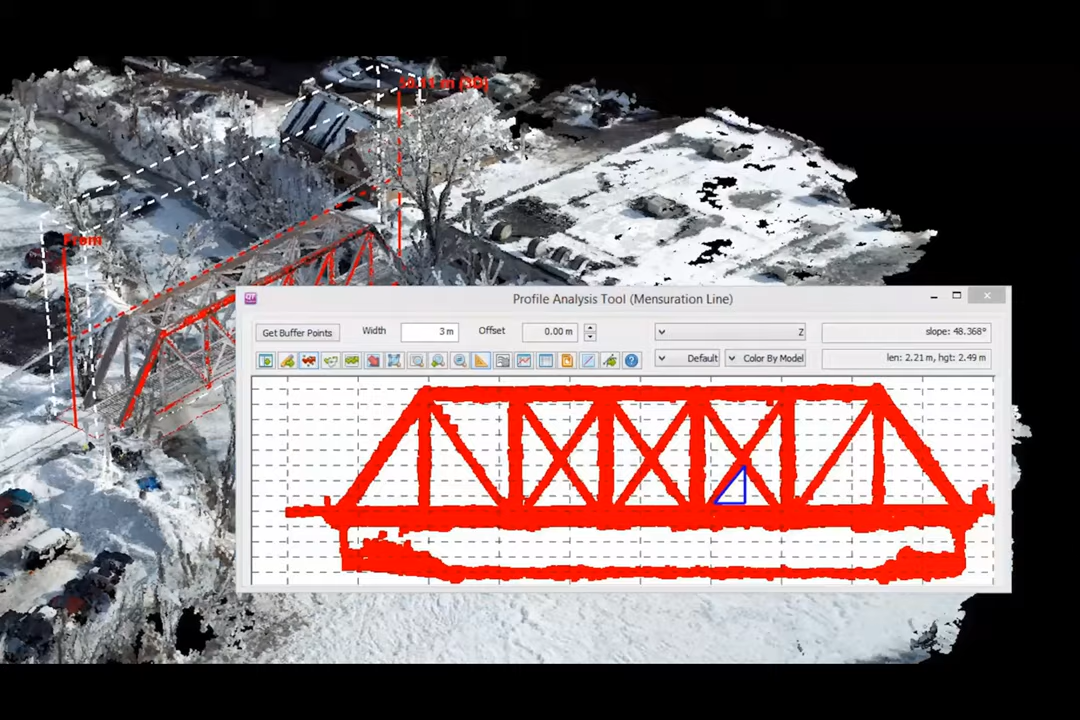 From
Profile Analysis Tool (Mensuration Line)
Get Buffer Points
Width
3 m
Offset
0.00 m
Z
slope: 48.368°
Default
Color By Model
len: 2.21 m, hgt: 2.49 m